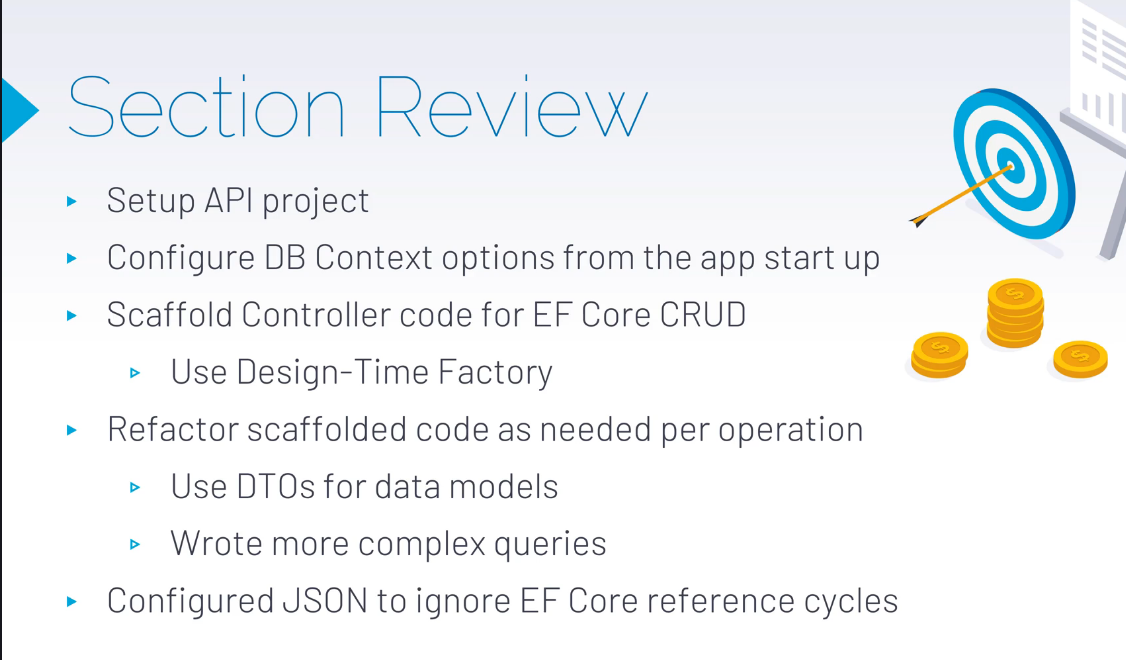 Section Review
Setup API project
Configure DB Context options from the app start up
Scaffold Controller code for EF Core CRUD
Use Design-Time Factory
Refactor scaffolded code as needed per operation
Use DTOs for data models
Wrote more complex queries
Configured JSON to ignore EF Core reference cycles